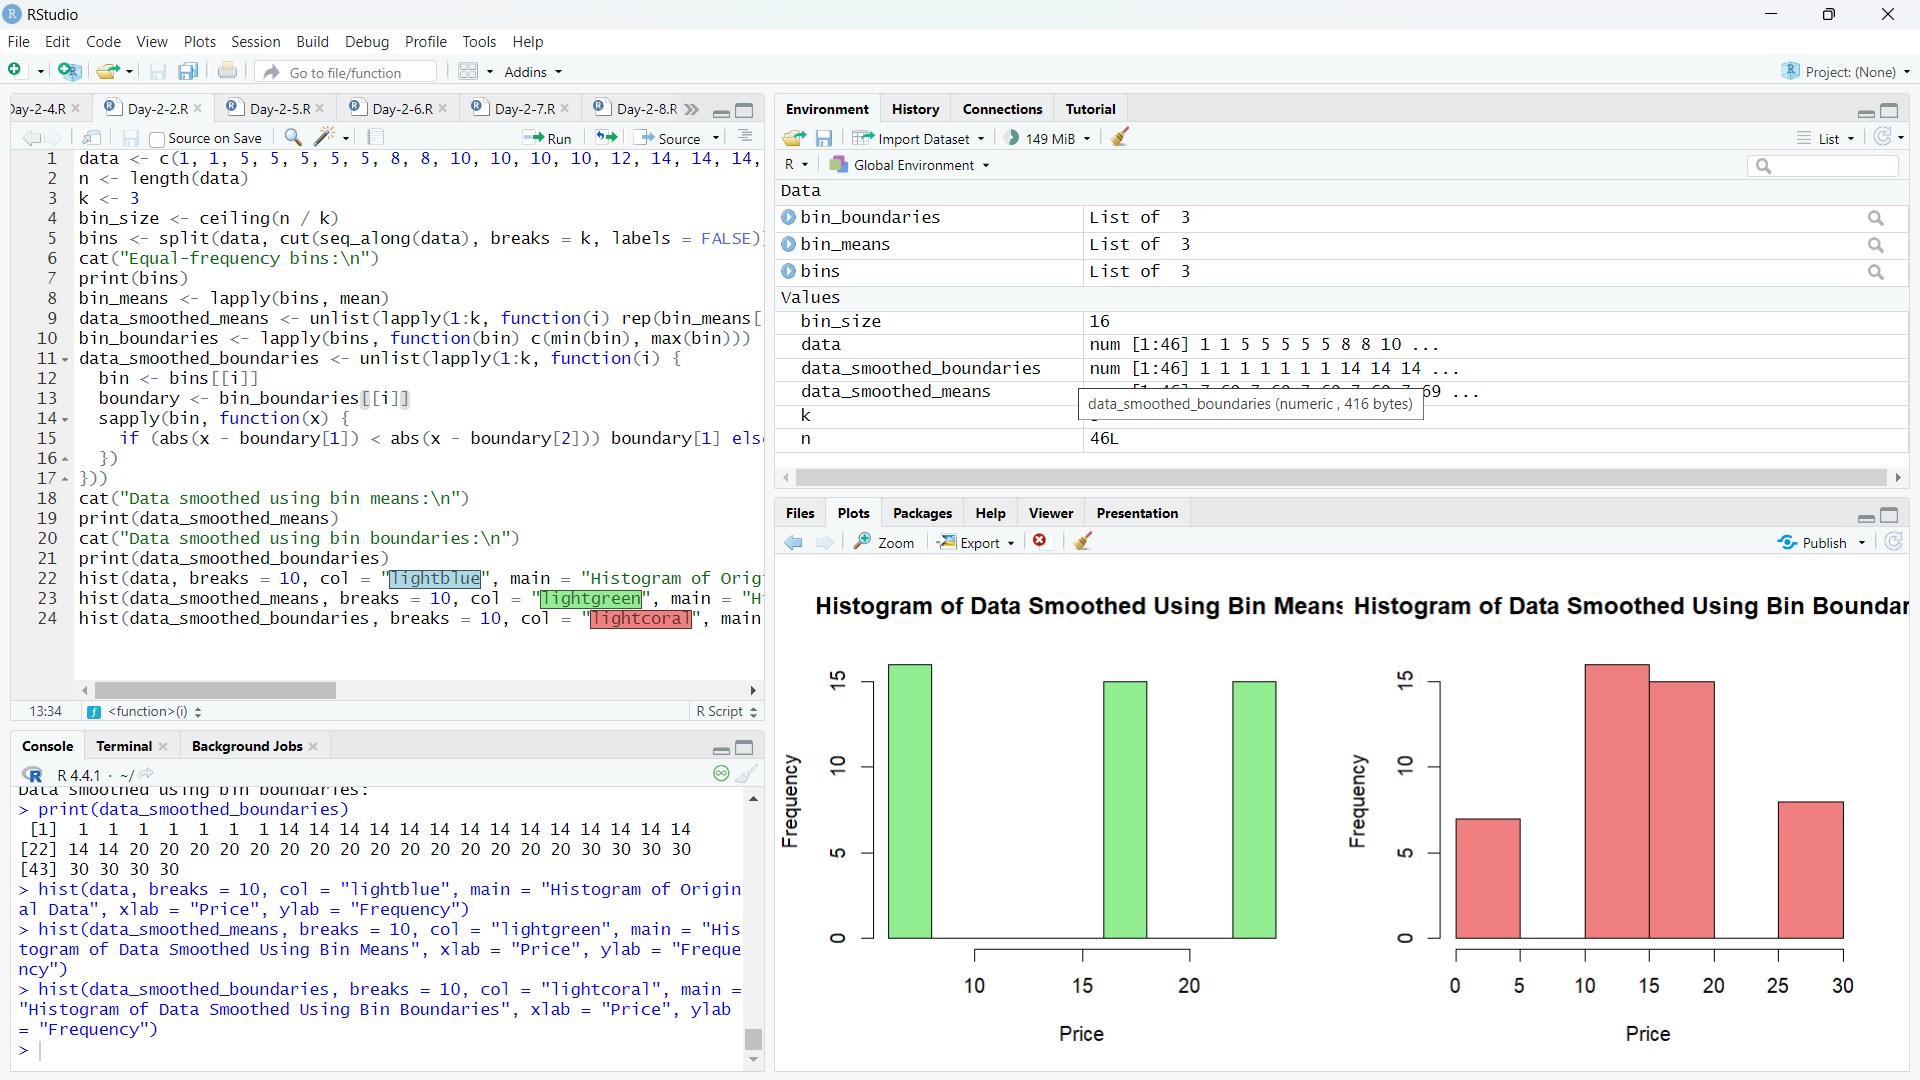 RStudio
File Edit Code View Plots Session Build Debug Profile Tools Help
Go to file/function
Addins
Project: (None)
Day-2-4.R
Day-2-2.R
Day-2-5.R
Day-2-6.R
Day-2-7.R
Day-2-8.R
Source on Save
Run
Source
1 data <- c(1, 1, 5, 5, 5, 5, 5, 8, 8, 10, 10, 10, 10, 12, 14, 14, 14,
2 n <- length(data)
3 k <- 3
4 bin_size <- ceiling(n / k)
5 bins <- split(data, cut(seq_along(data), breaks = k, labels = FALSE)
6 cat("Equal-frequency bins:\n")
7 print(bins)
8 bin_means <- lapply(bins, mean)
9 data_smoothed_means <- unlist(lapply(1:k, function(i) rep(bin_means[
10 bin_boundaries <- lapply(bins, function(bin) c(min(bin), max(bin)))
11 data_smoothed_boundaries <- unlist(lapply(1:k, function(i) {
12 bin <- bins[[i]]
13 boundary <- bin_boundaries[[i]]
14 sapply(bin, function(x) {
15 if (abs(x - boundary[1]) < abs(x - boundary[2])) boundary[1] els
16 })
17 }))
18 cat("Data smoothed using bin means:\n")
19 print(data_smoothed_means)
20 cat("Data smoothed using bin boundaries:\n")
21 print(data_smoothed_boundaries)
22 hist(data, breaks = 10, col = "lightblue", main = "Histogram of Orig
23 hist(data_smoothed_means, breaks = 10, col = "lightgreen", main = "H
24 hist(data_smoothed_boundaries, breaks = 10, col = "lightcoral", main
13:34
<function>(i)
R Script
Console Terminal Background Jobs
R 4.4.1 · ~/
Data smoothed using bin boundaries:
> print(data_smoothed_boundaries)
[1] 1 1 1 1 1 1 1 14 14 14 14 14 14 14 14 14 14 14 14 14 14
[22] 14 14 20 20 20 20 20 20 20 20 20 20 20 20 20 20 20 30 30 30 30
[43] 30 30 30 30
> hist(data, breaks = 10, col = "lightblue", main = "Histogram of Origin
al Data", xlab = "Price", ylab = "Frequency")
> hist(data_smoothed_means, breaks = 10, col = "lightgreen", main = "His
togram of Data Smoothed Using Bin Means", xlab = "Price", ylab = "Freque
ncy")
> hist(data_smoothed_boundaries, breaks = 10, col = "lightcoral", main =
"Histogram of Data Smoothed Using Bin Boundaries", xlab = "Price", ylab
= "Frequency")
>
Environment History Connections Tutorial
Import Dataset
149 MiB
List
R
Global Environment
Data
bin_boundaries List of 3
bin_means List of 3
bins List of 3
Values
bin_size 16
data num [1:46] 1 1 5 5 5 5 5 8 8 10 ...
data_smoothed_boundaries num [1:46] 1 1 1 1 1 1 1 14 14 14 ...
data_smoothed_means 69 ...
data_smoothed_boundaries (numeric , 416 bytes)
k
n 46L
Files Plots Packages Help Viewer Presentation
Zoom
Export
Publish
Histogram of Data Smoothed Using Bin Means
Frequency
0 5 10 15
10 15 20
Price
Histogram of Data Smoothed Using Bin Boundar
Frequency
0 5 10 15
0 5 10 15 20 25 30
Price